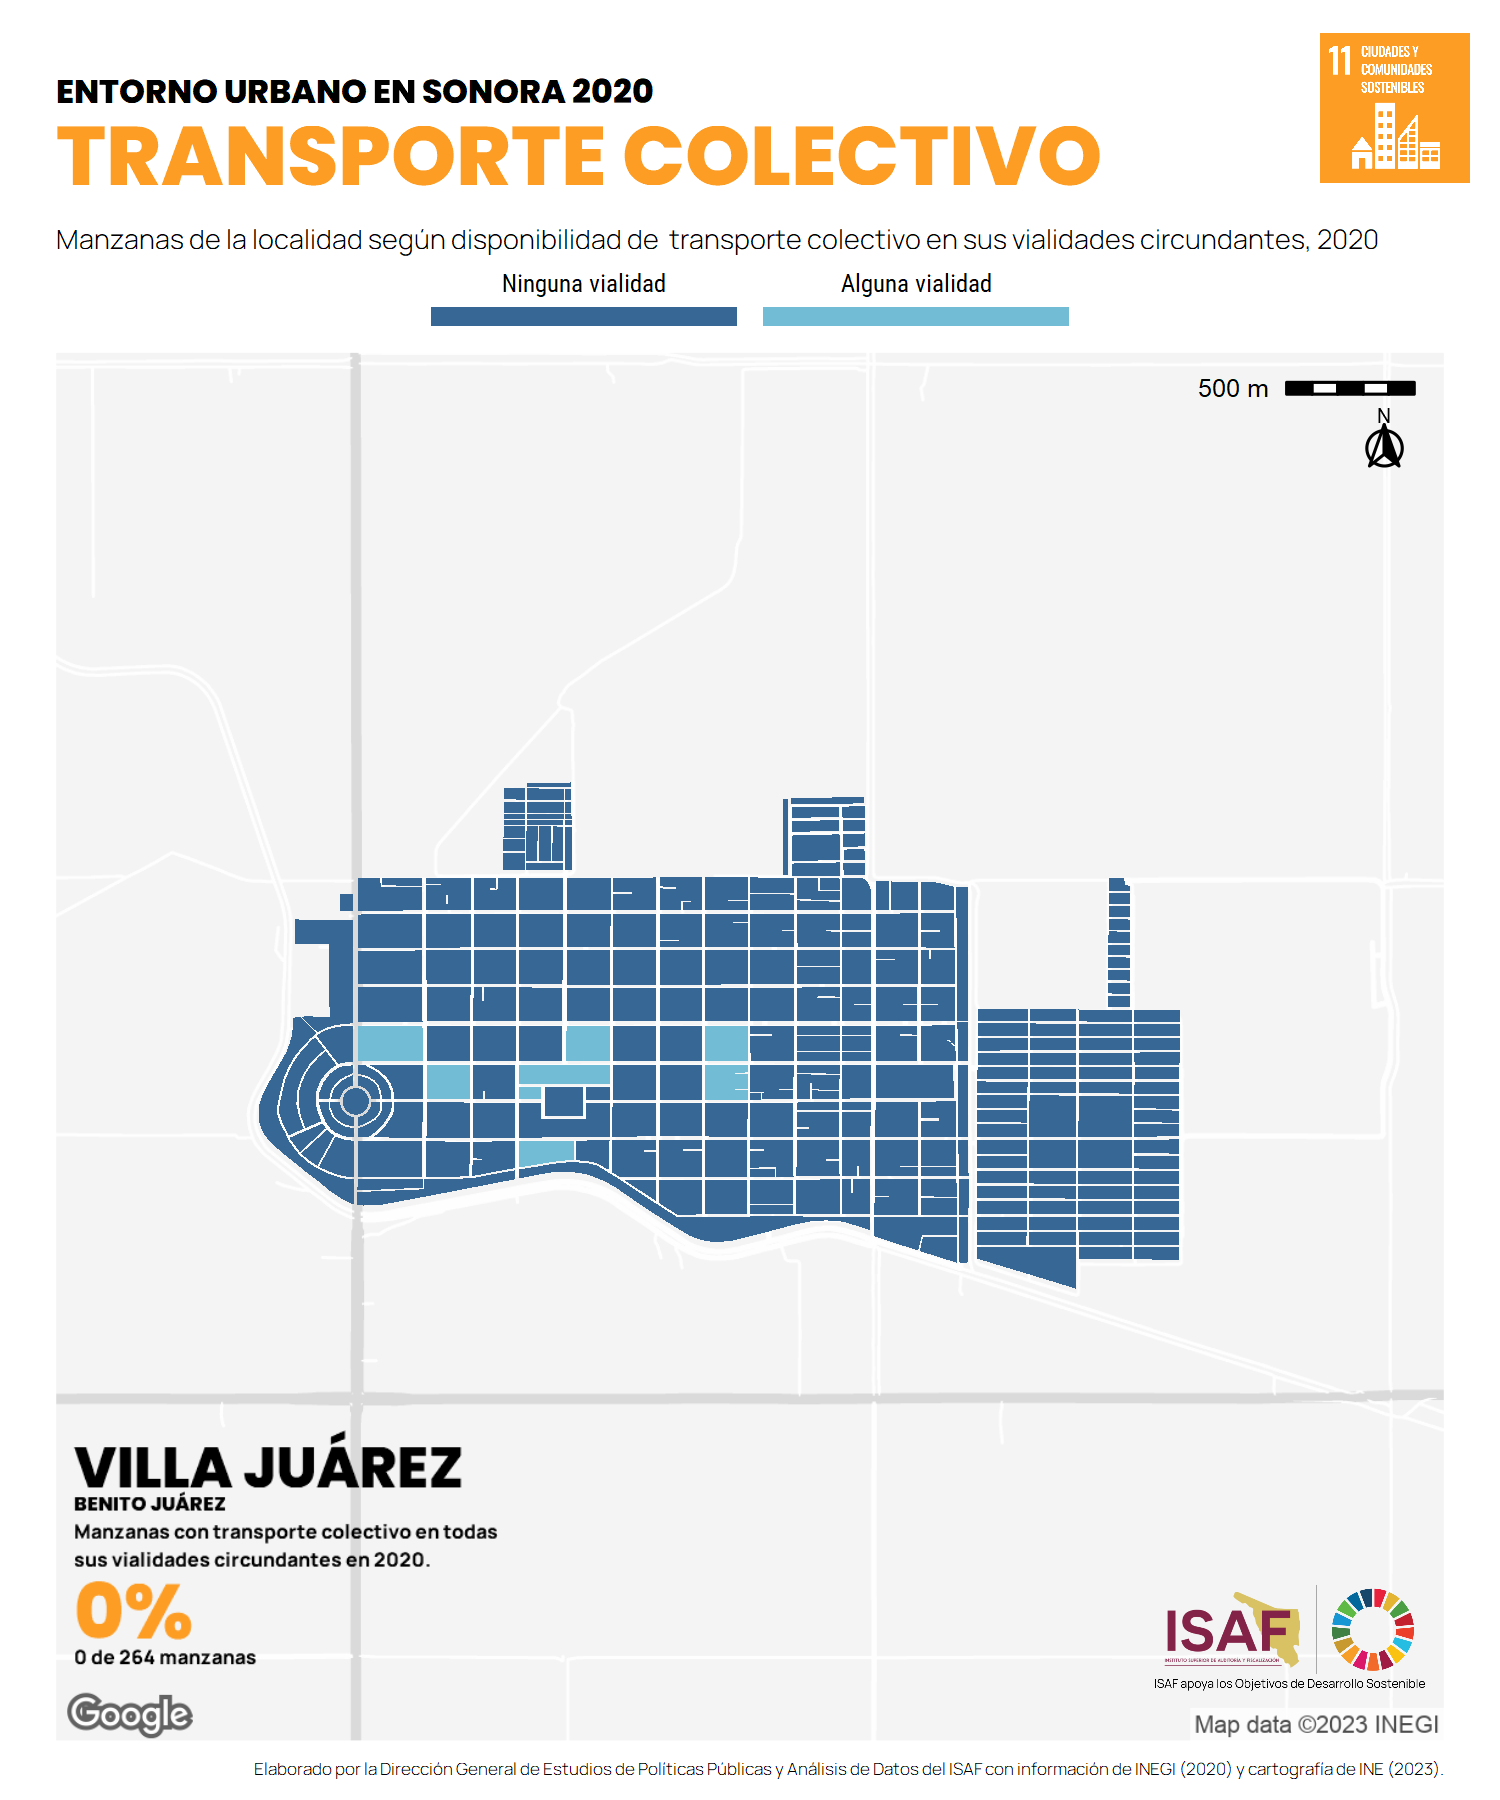 ENTORNO URBANO EN SONORA 2020
TRANSPORTE COLECTIVO
11 CIUDADES Y
COMUNIDADES
SOSTENIBLES
Manzanas de la localidad según disponibilidad de transporte colectivo en sus vialidades circundantes, 2020
Ninguna vialidad
Alguna vialidad
500 m
N
VILLA JUÁREZ
BENITO JUÁREZ
Manzanas con transporte colectivo en todas
sus vialidades circundantes en 2020.
0%
0 de 264 manzanas
ISAF
INSTITUTO SUPERIOR DE AUDITORÍA Y FISCALIZACIÓN
ISAF apoya los Objetivos de Desarrollo Sostenible
Google
Map data ©2023 INEGI
Elaborado por la Dirección General de Estudios de Políticas Públicas y Análisis de Datos del ISAF con información de INEGI (2020) y cartografía de INE (2023).